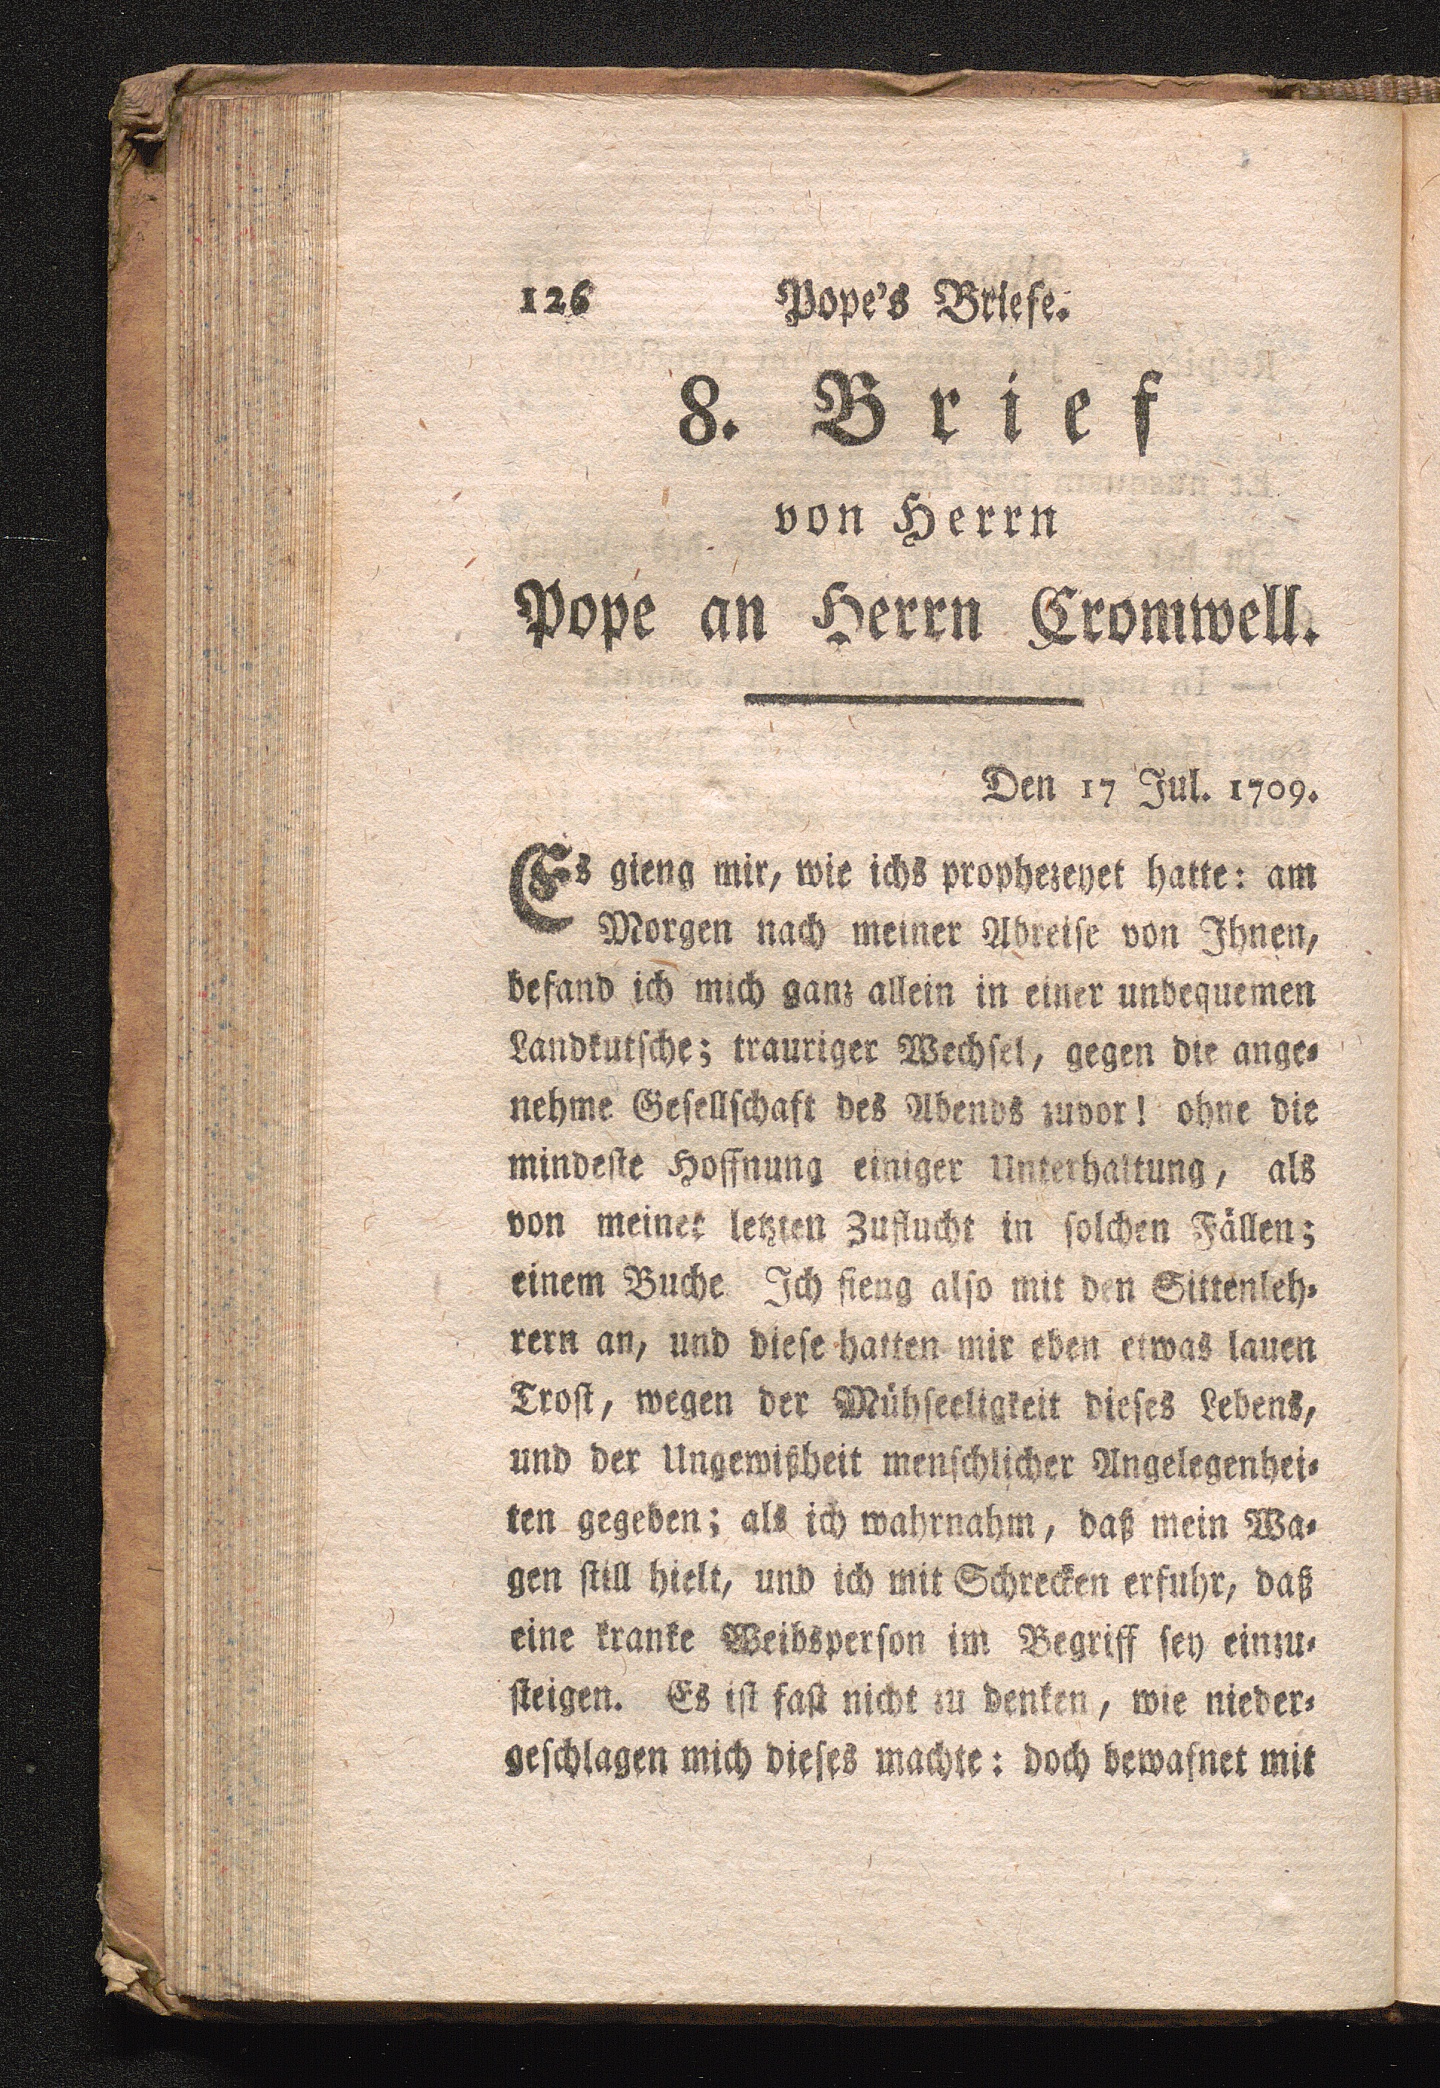 126 Pope's Briefe.
8. Brief
von Herrn
Pope an Herrn Cromwell.
Den 17 Jul. 1709.
Es gieng mir, wie ichs prophezeyet hatte: am
Morgen nach meiner Abreise von Ihnen,
befand ich mich ganz allein in einer unbequemen
Landkutsche; trauriger Wechsel, gegen die ange-
nehme Gesellschaft des Abends zuvor! ohne die
mindeste Hoffnung einiger Unterhaltung, als
von meiner letzten Zuflucht in solchen Fällen;
einem Buche Ich fieng also mit den Sittenleh-
rern an, und diese hatten mir eben etwas lauen
Trost, wegen der Mühseeligkeit dieses Lebens,
und der Ungewißheit menschlicher Angelegenhei-
ten gegeben; als ich wahrnahm, daß mein Wa-
gen still hielt, und ich mit Schrecken erfuhr, daß
eine kranke Weibsperson im Begriff sey einzu-
steigen. Es ist fast nicht zu denken, wie nieder-
geschlagen mich dieses machte: doch bewafnet mit